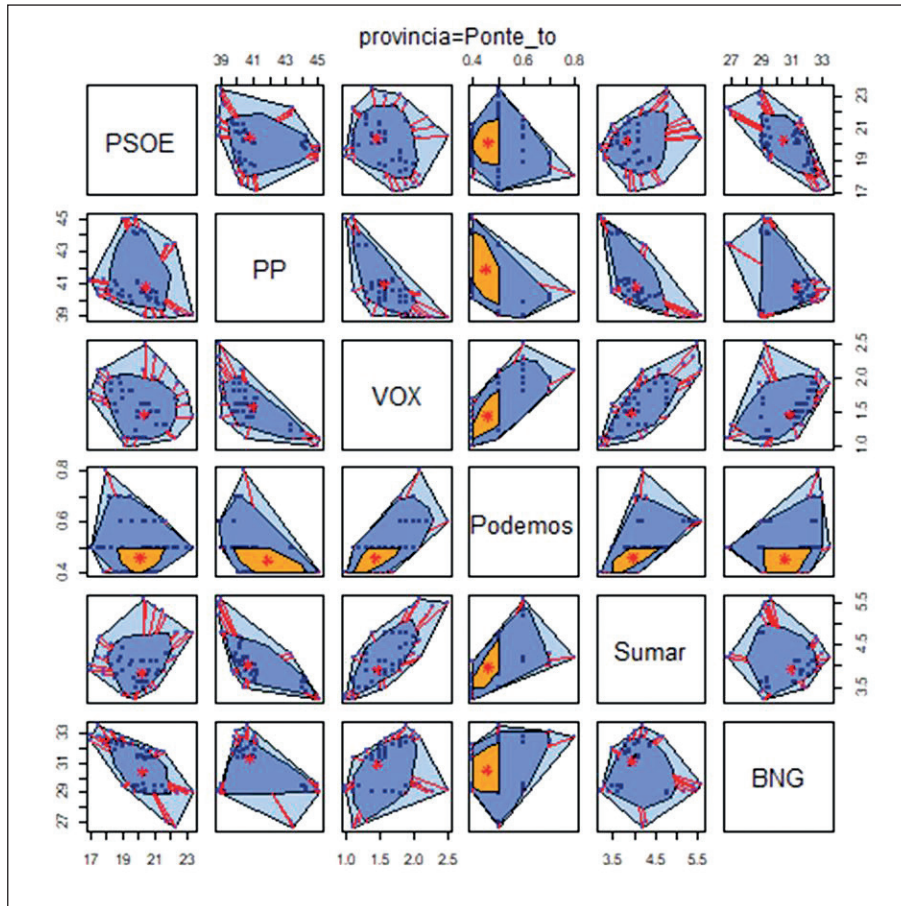 provincia=Ponte_to
39 41 43 45 0.4 0.6 0.8 27 29 31 33
PSOE
17 19 21 23
39 41 43 45
PP
VOX
1.0 1.5 2.0 2.5
0.4 0.6 0.8
Podemos
Sumar
3.5 4.5 5.5
27 29 31 33
BNG
17 19 21 23 1.0 1.5 2.0 2.5 3.5 4.5 5.5